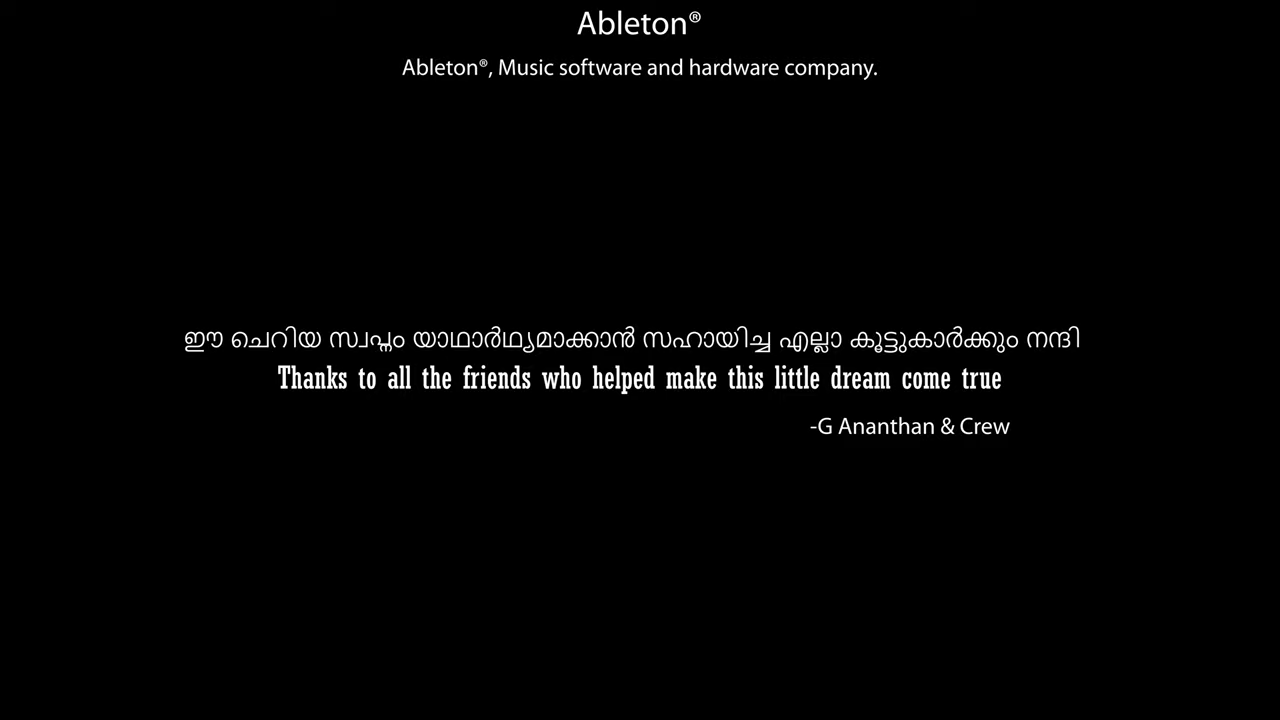 Ableton®
Ableton®, Music software and hardware company.
ഈ ചെറിയ സ്വപ്നം യാഥാർഥ്യമാക്കാൻ സഹായിച്ച എല്ലാ കൂട്ടുകാർക്കും നന്ദി
Thanks to all the friends who helped make this little dream come true
-G Ananthan & Crew